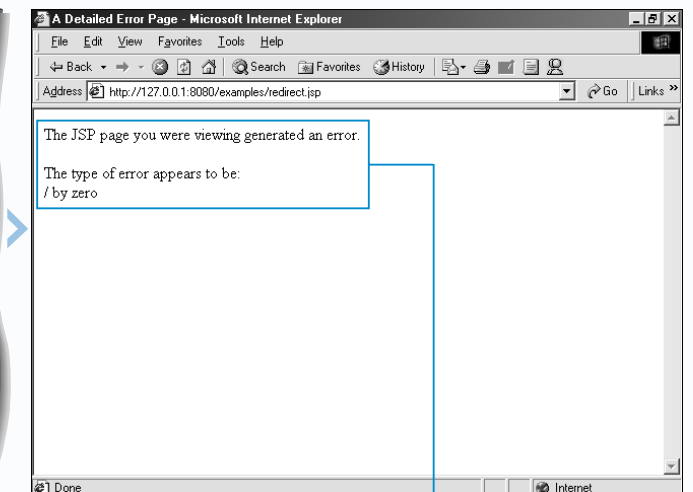 A Detailed Error Page - Microsoft Internet Explorer
File Edit View Favorites Tools Help
Back Search Favorites History
Address http://127.0.0.1:8080/examples/redirect.jsp Go Links »
The JSP page you were viewing generated an error.
The type of error appears to be:
/ by zero
Done Internet